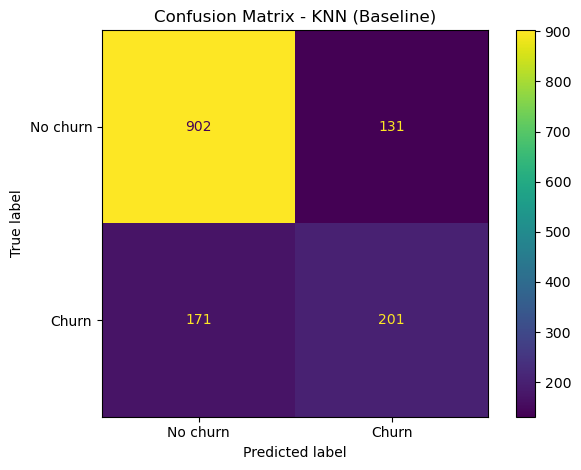 Confusion Matrix - KNN (Baseline)
True label
No churn
Churn
902
131
171
201
No churn
Churn
Predicted label
900
800
700
600
500
400
300
200